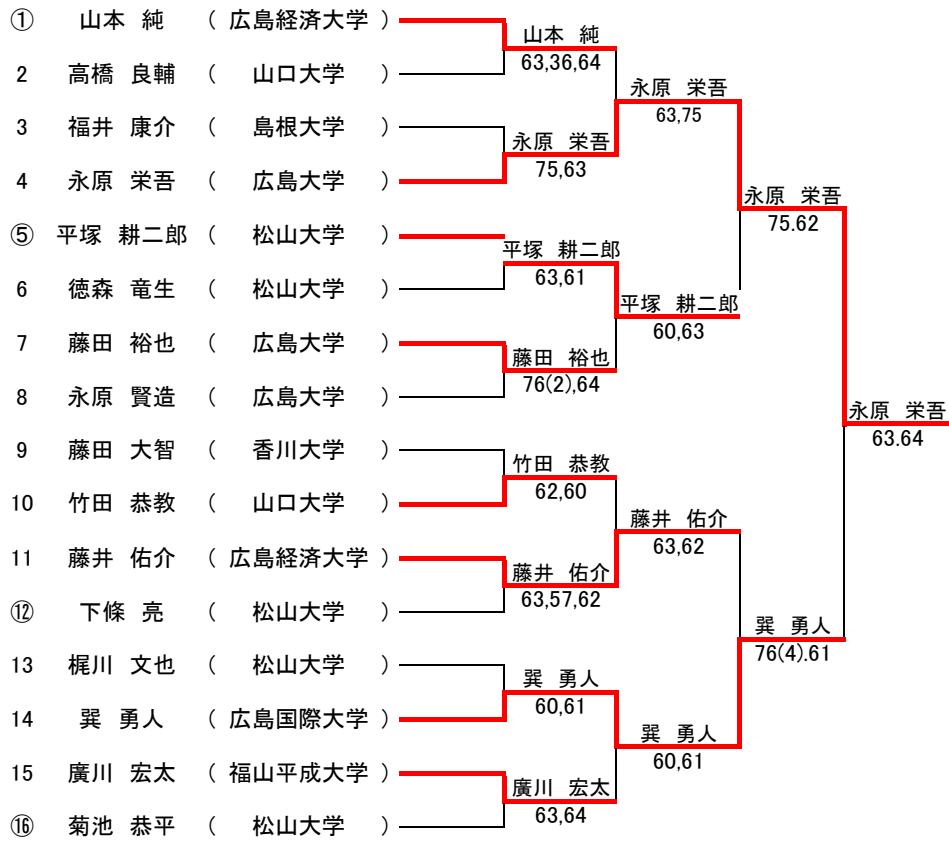 ① 山本 純 ( 広島経済大学 )
山本 純
63,36,64
2 高橋 良輔 ( 山口大学 )
永原 栄吾
63,75
3 福井 康介 ( 島根大学 )
永原 栄吾
75,63
4 永原 栄吾 ( 広島大学 )
永原 栄吾
75.62
⑤ 平塚 耕二郎 ( 松山大学 )
平塚 耕二郎
63,61
6 徳森 竜生 ( 松山大学 )
平塚 耕二郎
60,63
7 藤田 裕也 ( 広島大学 )
藤田 裕也
76(2),64
8 永原 賢造 ( 広島大学 )
永原 栄吾
63.64
9 藤田 大智 ( 香川大学 )
竹田 恭教
62,60
10 竹田 恭教 ( 山口大学 )
藤井 佑介
63,62
11 藤井 佑介 ( 広島経済大学 )
藤井 佑介
63,57,62
⑫ 下條 亮 ( 松山大学 )
巽 勇人
76(4).61
13 梶川 文也 ( 松山大学 )
巽 勇人
60,61
14 巽 勇人 ( 広島国際大学 )
巽 勇人
60,61
15 廣川 宏太 ( 福山平成大学 )
廣川 宏太
63,64
⑯ 菊池 恭平 ( 松山大学 )